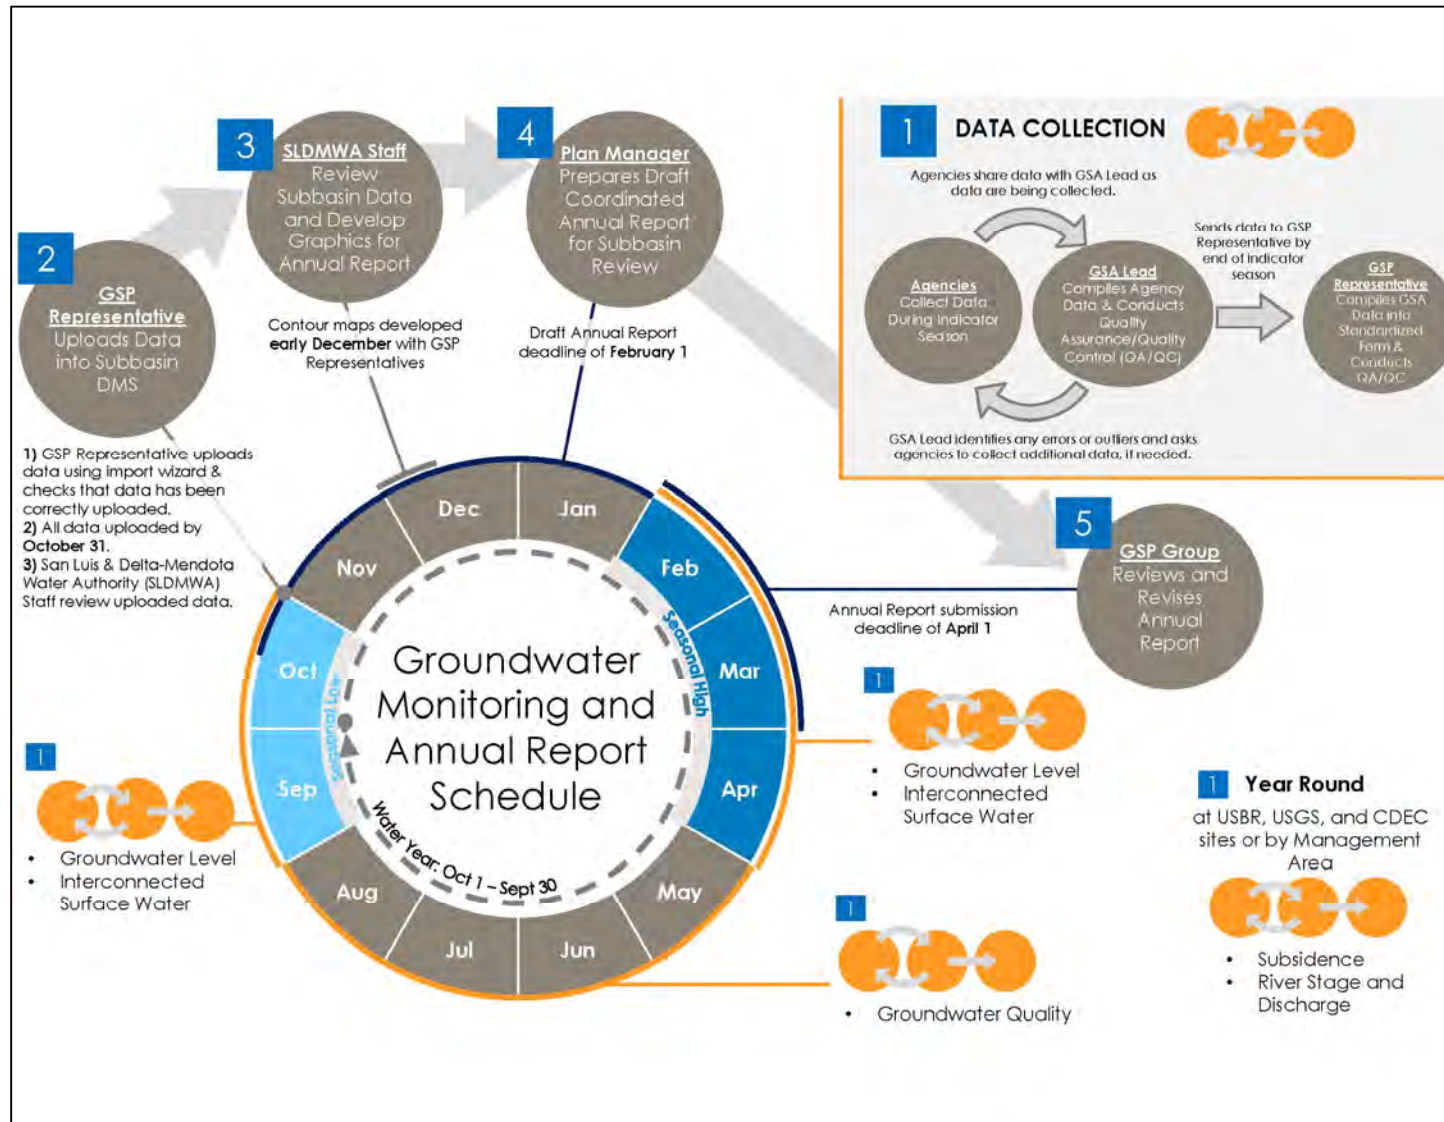 1
DATA COLLECTION
Agencies share data with GSA Lead as
data are being collected.
Agencies
Collect Data
During Indicator
Season
GSA Lead
Compiles Agency
Data & Conducts
Quality
Assurance/Quality
Control (QA/QC)
Sends data to GSP
Representative by
end of indicator
season
GSP
Representative
Compiles GSA
Data into
Standardized
Form &
Conducts
QA/QC
GSA Lead identifies any errors or outliers and asks
agencies to collect additional data, if needed.
2
GSP
Representative
Uploads Data
into Subbasin
DMS
1) GSP Representative uploads
data using import wizard &
checks that data has been
correctly uploaded.
2) All data uploaded by
October 31.
3) San Luis & Delta-Mendota
Water Authority (SLDMWA)
Staff review uploaded data.
3
SLDMWA Staff
Review
Subbasin Data
and Develop
Graphics for
Annual Report
Contour maps developed
early December with GSP
Representatives
4
Plan Manager
Prepares Draft
Coordinated
Annual Report
for Subbasin
Review
Draft Annual Report
deadline of February 1
5
GSP Group
Reviews and
Revises
Annual
Report
Annual Report submission
deadline of April 1
Groundwater
Monitoring and
Annual Report
Schedule
Water Year: Oct 1 – Sept 30
Seasonal High
Seasonal Low
Jan
Feb
Mar
Apr
May
Jun
Jul
Aug
Sep
Oct
Nov
Dec
1
• Groundwater Level
• Interconnected
Surface Water
1
• Groundwater Level
• Interconnected
Surface Water
1
• Groundwater Quality
1
Year Round
at USBR, USGS, and CDEC
sites or by Management
Area
• Subsidence
• River Stage and
Discharge